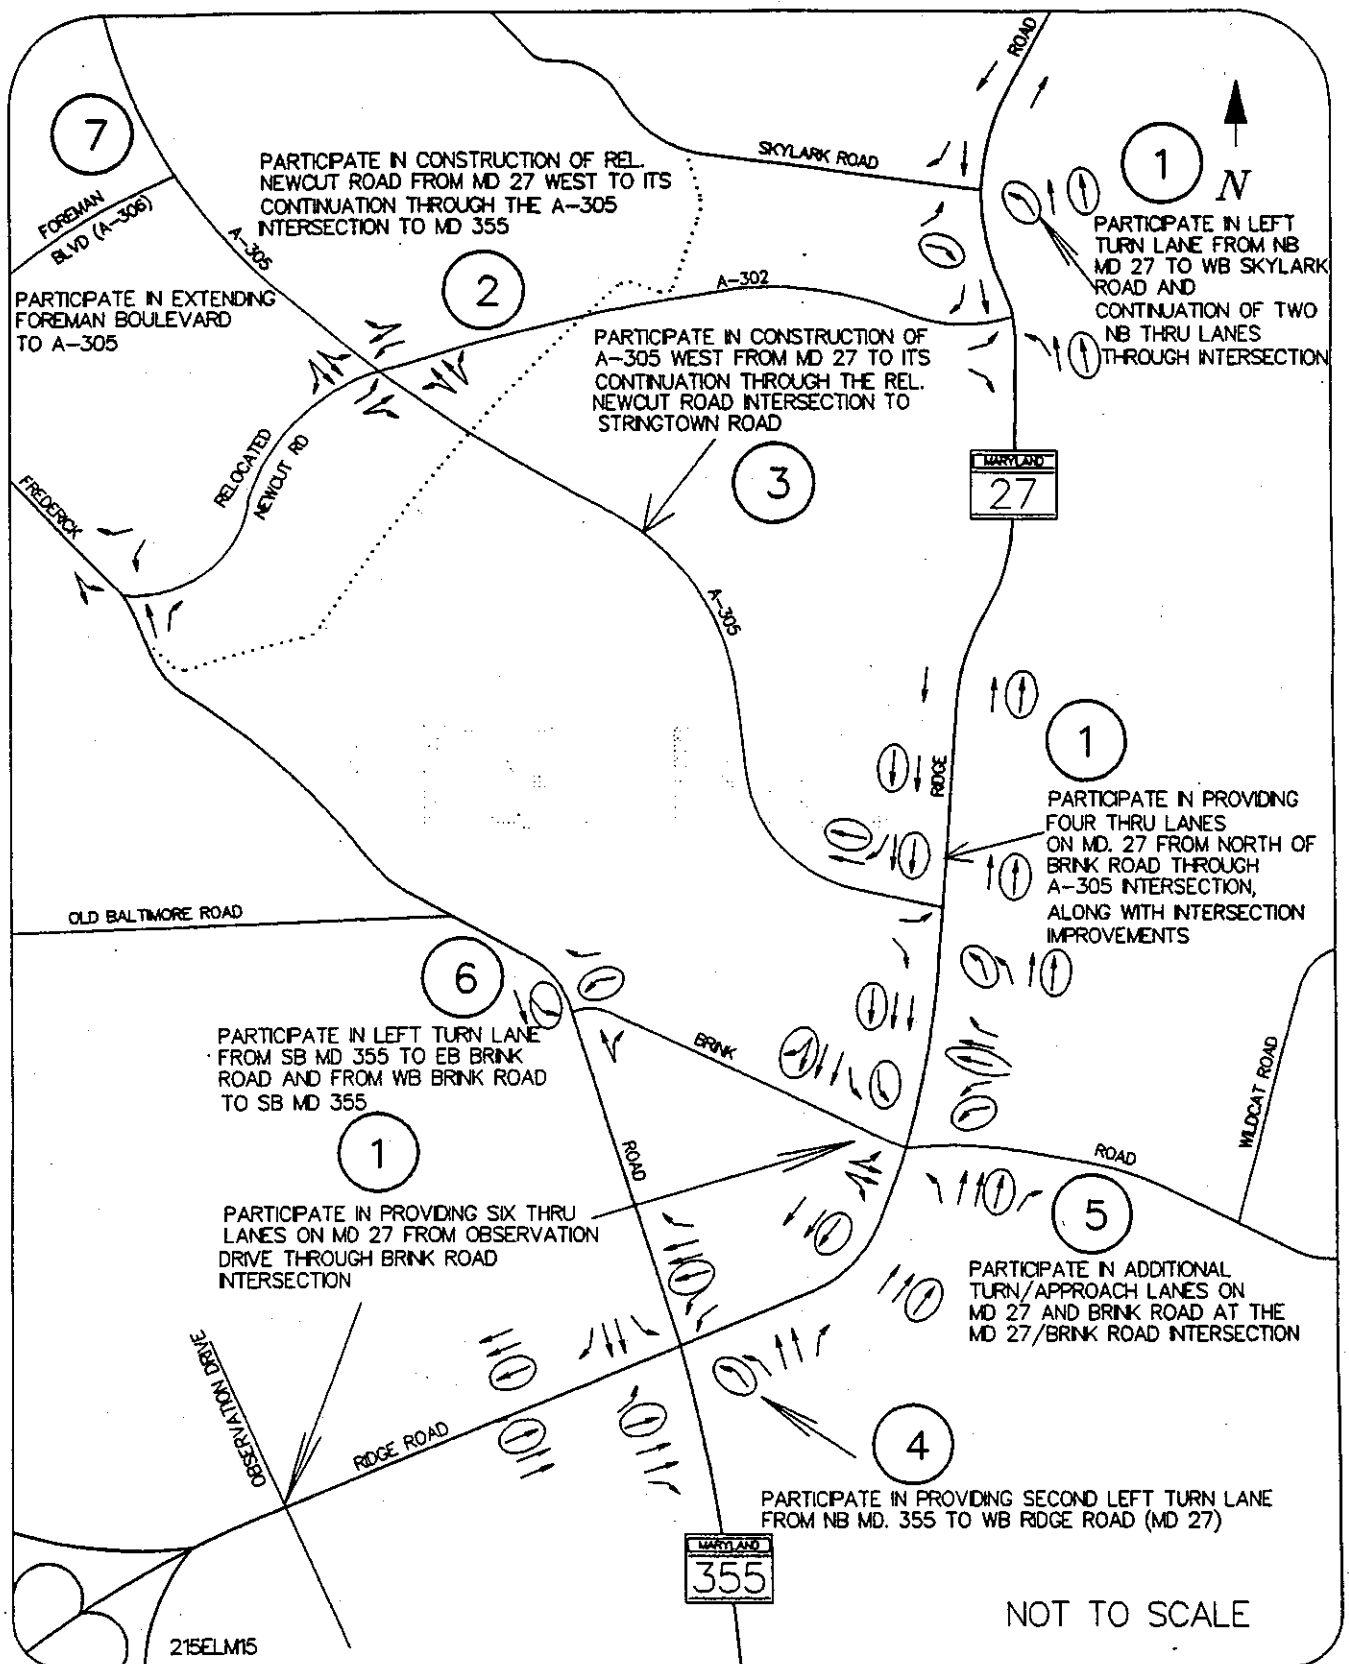 ROAD
7
1
N
SKYLARK ROAD
PARTICIPATE IN CONSTRUCTION OF REL.
NEWCUT ROAD FROM MD 27 WEST TO ITS
CONTINUATION THROUGH THE A-305
INTERSECTION TO MD 355
FOREMAN
BLVD (A-306)
A-305
PARTICIPATE IN LEFT
TURN LANE FROM NB
MD 27 TO WB SKYLARK
ROAD AND
CONTINUATION OF TWO
NB THRU LANES
THROUGH INTERSECTION
2
A-302
PARTICIPATE IN EXTENDING
FOREMAN BOULEVARD
TO A-305
PARTICIPATE IN CONSTRUCTION OF
A-305 WEST FROM MD 27 TO ITS
CONTINUATION THROUGH THE REL.
NEWCUT ROAD INTERSECTION TO
STRINGTOWN ROAD
RELOCATED
NEWCUT RD
FREDERICK
3
MARYLAND
27
A-305
RIDGE
1
PARTICIPATE IN PROVIDING
FOUR THRU LANES
ON MD. 27 FROM NORTH OF
BRINK ROAD THROUGH
A-305 INTERSECTION,
ALONG WITH INTERSECTION
IMPROVEMENTS
OLD BALTIMORE ROAD
6
PARTICIPATE IN LEFT TURN LANE
FROM SB MD 355 TO EB BRINK
ROAD AND FROM WB BRINK ROAD
TO SB MD 355
BRINK
WILDCAT ROAD
1
ROAD
ROAD
PARTICIPATE IN PROVIDING SIX THRU
LANES ON MD 27 FROM OBSERVATION
DRIVE THROUGH BRINK ROAD
INTERSECTION
5
PARTICIPATE IN ADDITIONAL
TURN/APPROACH LANES ON
MD 27 AND BRINK ROAD AT THE
MD 27/BRINK ROAD INTERSECTION
OBSERVATION DRIVE
RIDGE ROAD
4
PARTICIPATE IN PROVIDING SECOND LEFT TURN LANE
FROM NB MD. 355 TO WB RIDGE ROAD (MD 27)
MARYLAND
355
NOT TO SCALE
215ELM15